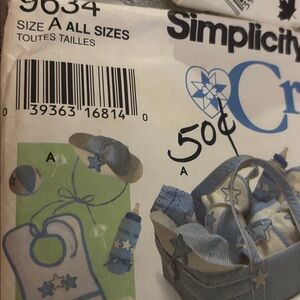 9634
SIZE A ALL SIZES
TOUTES TAILLES
Simplicity
Cr
50¢
0 39363 16814 0
A
A